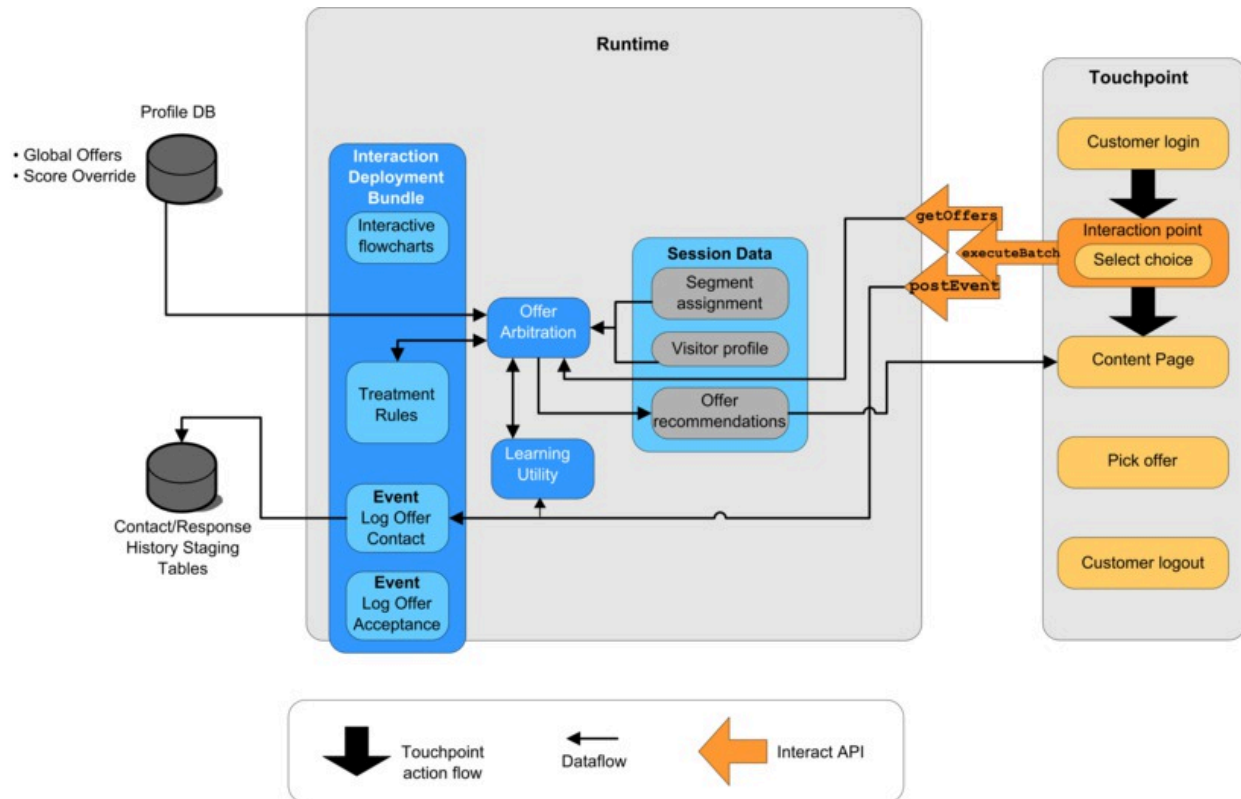 Runtime
Touchpoint
Profile DB
• Global Offers
• Score Override
Interaction
Deployment
Bundle
Interactive
flowcharts
Treatment
Rules
Event
Log Offer
Contact
Event
Log Offer
Acceptance
Contact/Response
History Staging
Tables
Offer
Arbitration
Learning
Utility
Session Data
Segment
assignment
Visitor profile
Offer
recommendations
getOffers
executeBatch
postEvent
Customer login
Interaction point
Select choice
Content Page
Pick offer
Customer logout
Touchpoint
action flow
Dataflow
Interact API